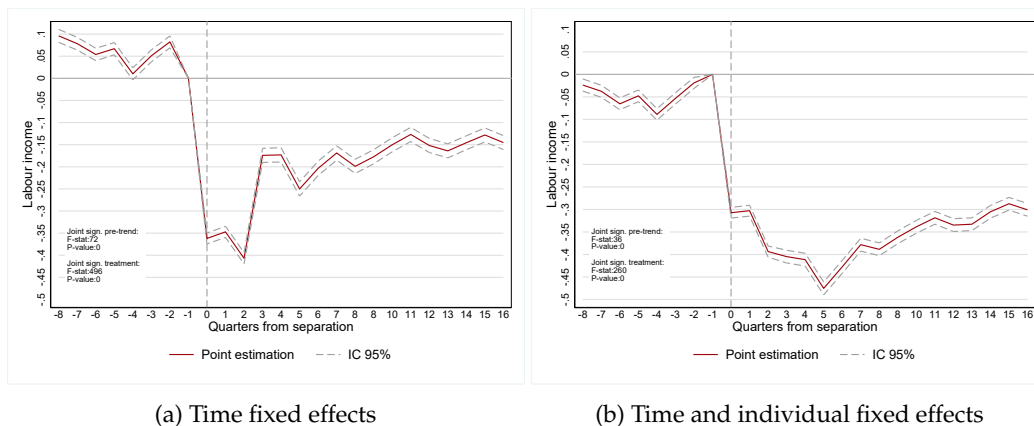 .1
.05
0
-.05
-.1
-.15
-.2
-.25
-.3
-.35
-.4
-.45
-.5
Labour income
Joint sign. pre-trend:
F-stat:72
P-value:0
Joint sign. treatment:
F-stat:496
P-value:0
-8 -7 -6 -5 -4 -3 -2 -1 0 1 2 3 4 5 6 7 8 9 10 11 12 13 14 15 16
Quarters from separation
Point estimation IC 95%
(a) Time fixed effects
.1
.05
0
-.05
-.1
-.15
-.2
-.25
-.3
-.35
-.4
-.45
-.5
Labour income
Joint sign. pre-trend:
F-stat:36
P-value:0
Joint sign. treatment:
F-stat:260
P-value:0
-8 -7 -6 -5 -4 -3 -2 -1 0 1 2 3 4 5 6 7 8 9 10 11 12 13 14 15 16
Quarters from separation
Point estimation IC 95%
(b) Time and individual fixed effects